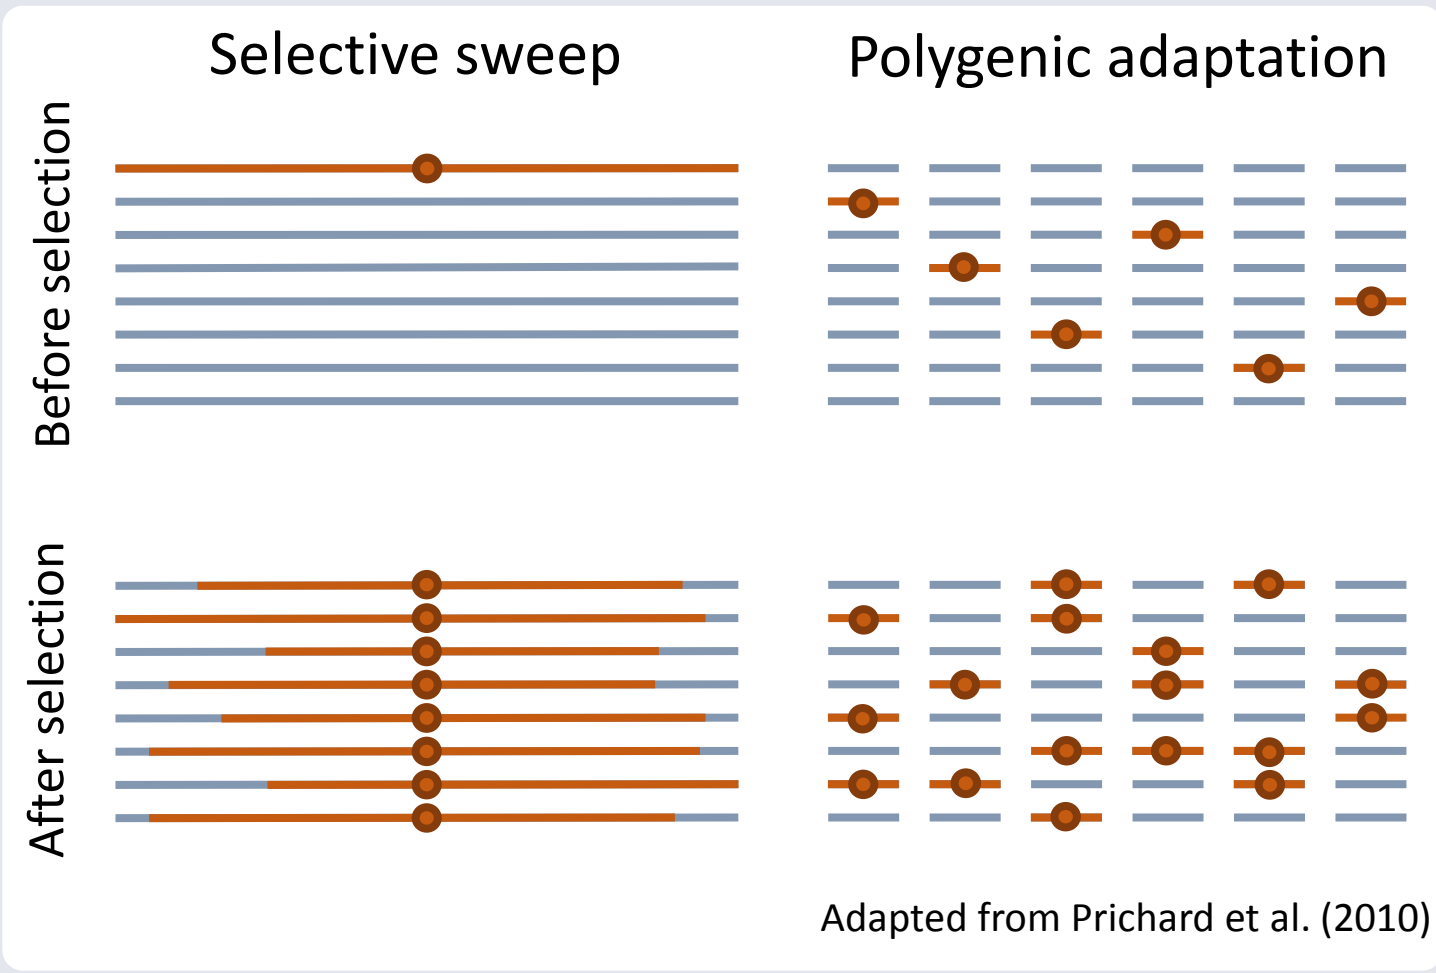 Selective sweep
Polygenic adaptation
Before selection
After selection
Adapted from Prichard et al. (2010)